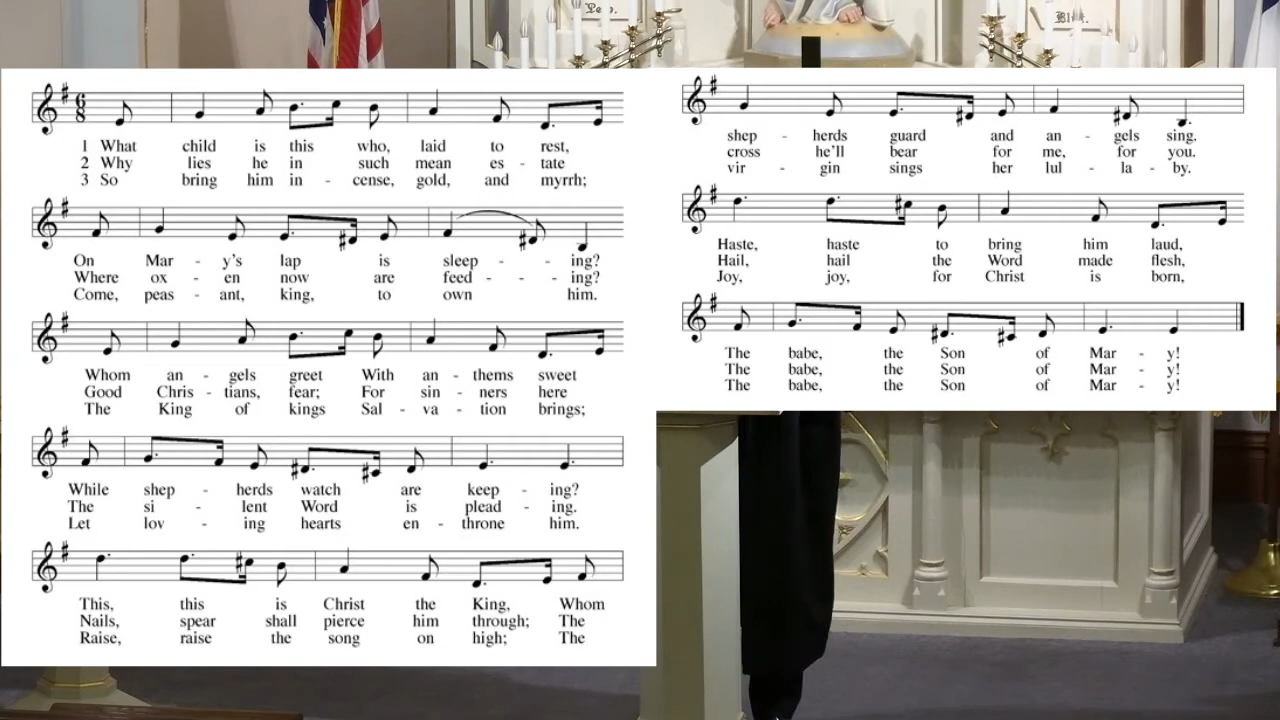 Peo.
1 What child is this who, laid to rest,
2 Why lies he in such mean es - tate
3 So bring him in - cense, gold, and myrrh;
On Mar - y's lap is sleep - - ing?
Where ox - en now are feed - - - ing?
Come, peas - ant, king, to own him.
Whom an - gels greet With an - thems sweet
Good Chris - tians, fear; For sin - ners here
The King of kings Sal - va - tion brings;
While shep - herds watch are keep - ing?
The si - lent Word is plead - ing.
Let lov - ing hearts en - throne him.
This, this is Christ the King, Whom
Nails, spear shall pierce him through; The
Raise, raise the song on high; The
shep - herds guard and an - gels sing.
cross he'll bear for me, for you.
vir - gin sings her lul - la - by.
Haste, haste to bring him laud,
Hail, hail the Word made flesh,
Joy, joy, for Christ is born,
The babe, the Son of Mar - y!
The babe, the Son of Mar - y!
The babe, the Son of Mar - y!